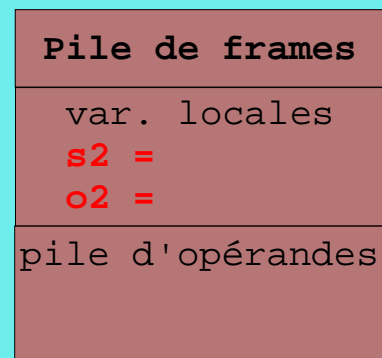 Pile de frames
var. locales
s2 =
o2 =
pile d'opérandes